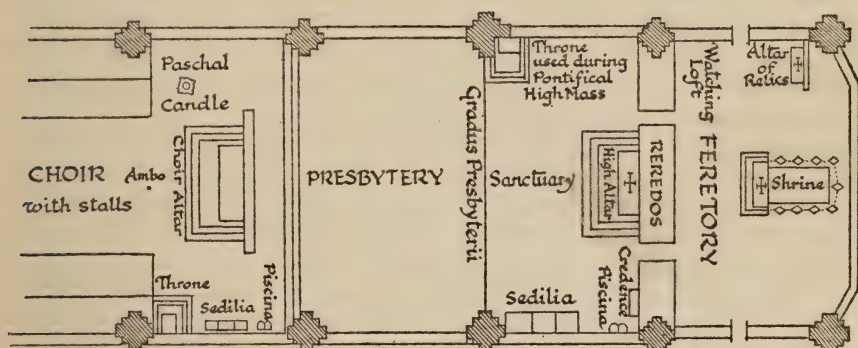 Paschal
Candle
CHOIR
with stalls
Ambo
Choir Altar
Throne
Sedilia
Piscina
PRESBYTERY
Gradus Presbyterii
Throne
used during
Pontifical
High Mass
Sanctuary
High Altar
REREDOS
Sedilia
Piscina
Credence
Watching
Loft
FERETORY
Altar
of
Relics
Shrine